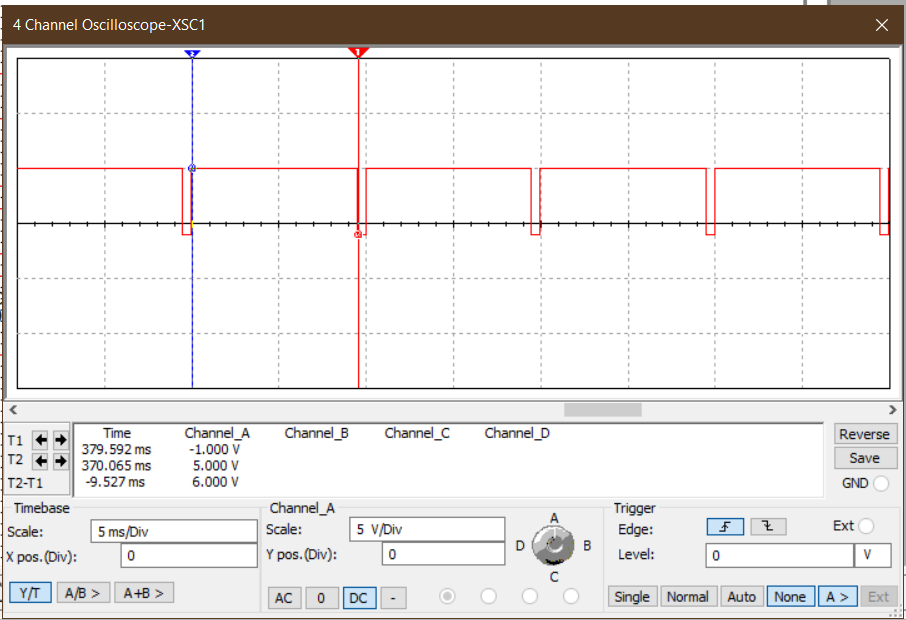 4 Channel Oscilloscope-XSC1
2 1
Time Channel_A Channel_B Channel_C Channel_D
T1 379.592 ms -1.000 V
T2 370.065 ms 5.000 V
T2-T1 -9.527 ms 6.000 V
Reverse
Save
GND
Timebase
Scale: 5 ms/Div
X pos.(Div): 0
Y/T A/B > A+B >
Channel_A
Scale: 5 V/Div
Y pos.(Div): 0
AC 0 DC -
A
D B
C
Trigger
Edge: Ext
Level: 0 V
Single Normal Auto None A > Ext